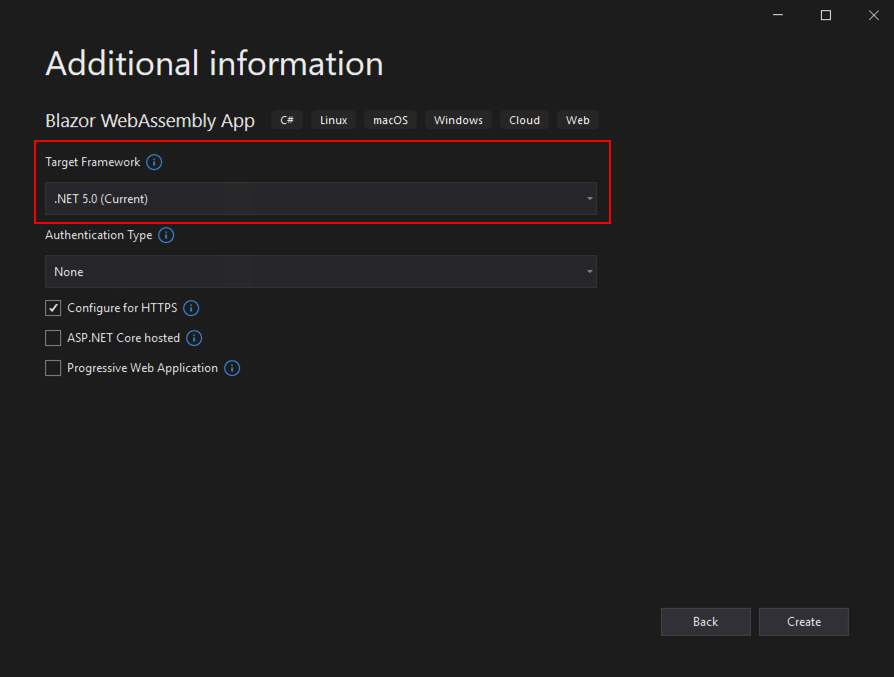 Additional information
Blazor WebAssembly App C# Linux macOS Windows Cloud Web
Target Framework
.NET 5.0 (Current)
Authentication Type
None
Configure for HTTPS
ASP.NET Core hosted
Progressive Web Application
Back Create